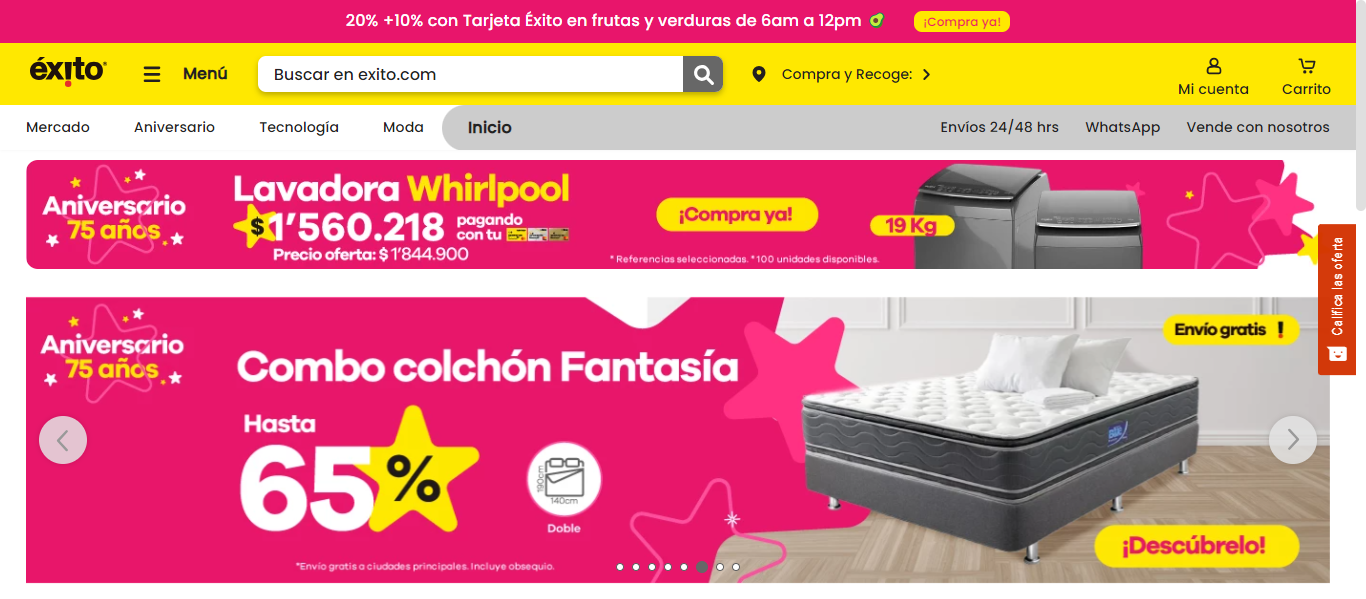 20% +10% con Tarjeta Éxito en frutas y verduras de 6am a 12pm
¡Compra ya!
éxito
Menú
Buscar en exito.com
Compra y Recoge:
Mi cuenta
Carrito
Mercado
Aniversario
Tecnología
Moda
Inicio
Envíos 24/48 hrs
WhatsApp
Vende con nosotros
Aniversario
75 años
Lavadora Whirlpool
$1'560.218
pagando
con tu
Precio oferta: $ 1'844.900
¡Compra ya!
19 Kg
* Referencias seleccionadas. *100 unidades disponibles.
Califica las oferta
Aniversario
75 años
Combo colchón Fantasía
Hasta
65%
190cm
140cm
Doble
*Envío gratis a ciudades principales. Incluye obsequio.
Envío gratis !
¡Descúbrelo!